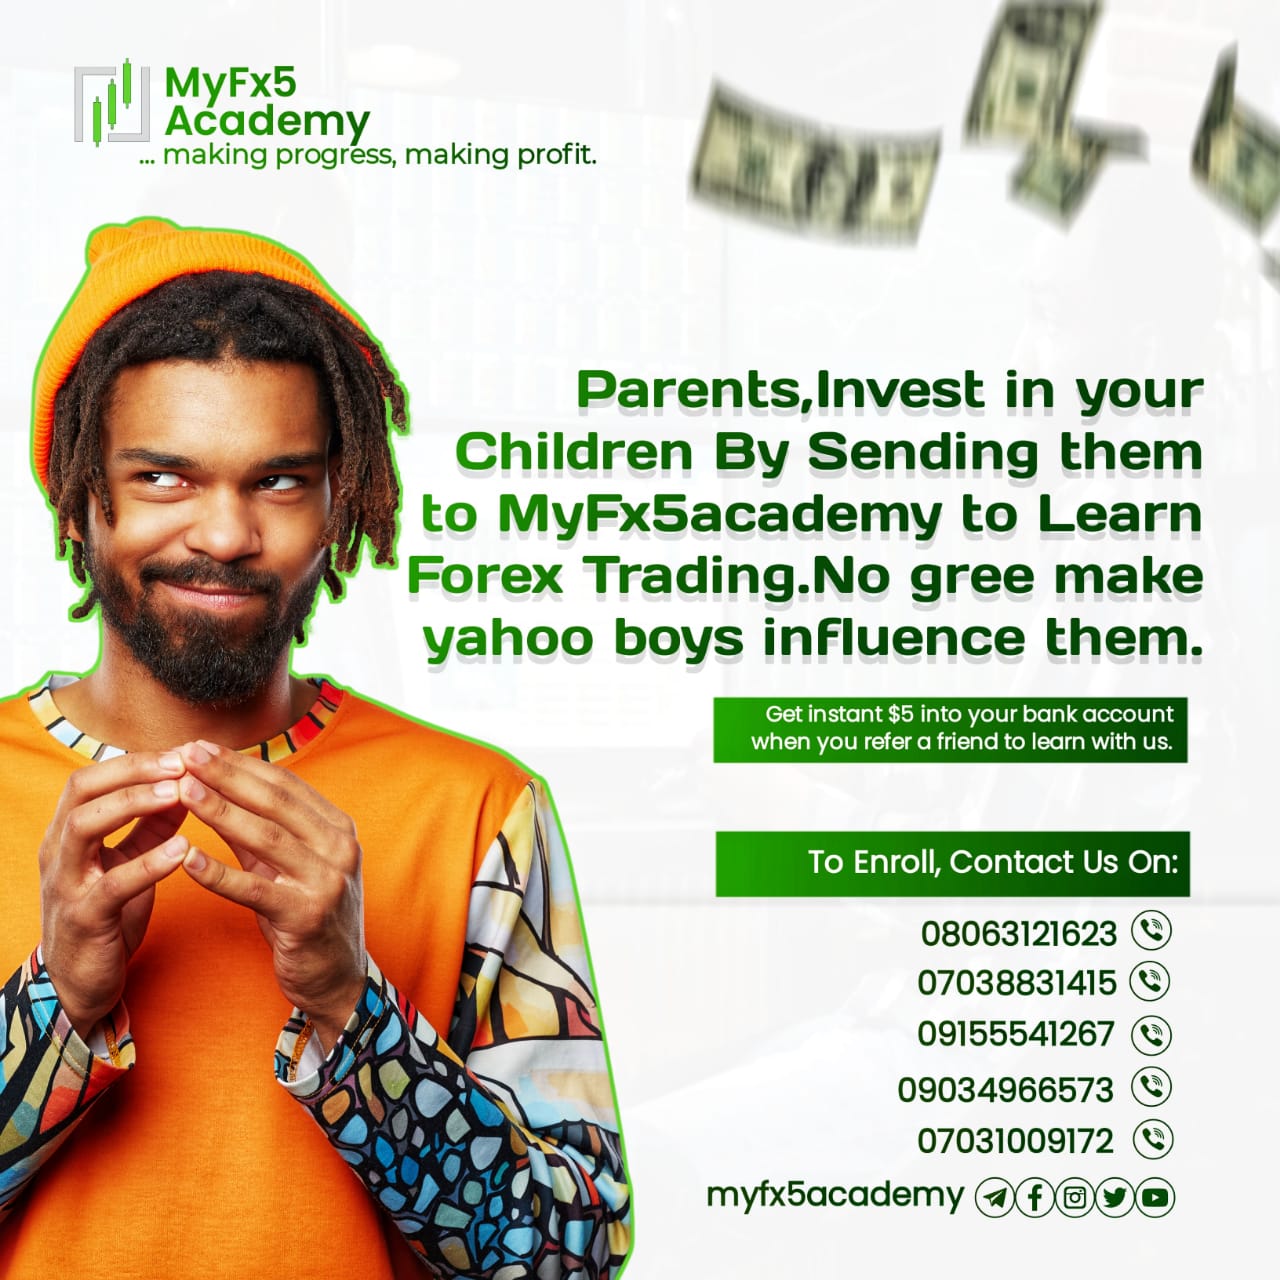 MyFx5
Academy
... making progress, making profit.
Parents,Invest in your
Children By Sending them
to MyFx5academy to Learn
Forex Trading.No gree make
yahoo boys influence them.
Get instant $5 into your bank account
when you refer a friend to learn with us.
To Enroll, Contact Us On:
08063121623
07038831415
09155541267
09034966573
07031009172
myfx5academy